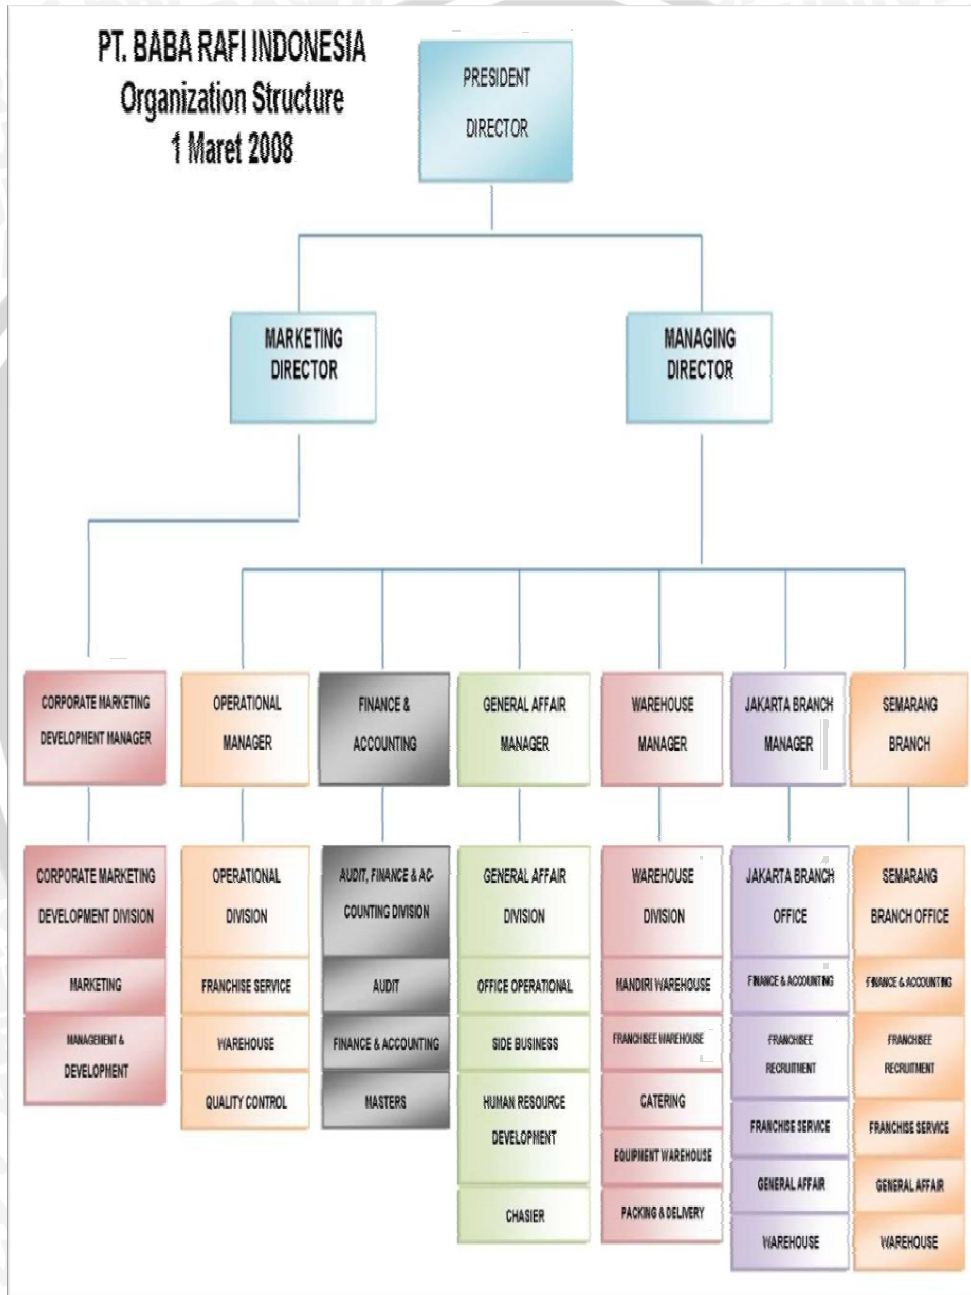 PT. BABA RAFI INDONESIA
Organization Structure
1 Maret 2008
PRESIDENT
DIRECTOR
MARKETING
DIRECTOR
MANAGING
DIRECTOR
CORPORATE MARKETING
DEVELOPMENT MANAGER
OPERATIONAL
MANAGER
FINANCE &
ACCOUNTING
GENERAL AFFAIR
MANAGER
WAREHOUSE
MANAGER
JAKARTA BRANCH
MANAGER
SEMARANG
BRANCH
CORPORATE MARKETING
DEVELOPMENT DIVISION
MARKETING
MANAGEMENT &
DEVELOPMENT
OPERATIONAL
DIVISION
FRANCHISE SERVICE
WAREHOUSE
QUALITY CONTROL
AUDIT, FINANCE & AC-
COUNTING DIVISION
AUDIT
FINANCE & ACCOUNTING
MASTERS
GENERAL AFFAIR
DIVISION
OFFICE OPERATIONAL
SIDE BUSINESS
HUMAN RESOURCE
DEVELOPMENT
CHASIER
WAREHOUSE
DIVISION
MANDIRI WAREHOUSE
FRANCHISEE WAREHOUSE
CATERING
EQUIPMENT WAREHOUSE
PACKING & DELIVERY
JAKARTA BRANCH
OFFICE
FINANCE & ACCOUNTING
FRANCHISEE
RECRUITMENT
FRANCHISE SERVICE
GENERAL AFFAIR
WAREHOUSE
SEMARANG
BRANCH OFFICE
FINANCE & ACCOUNTING
FRANCHISEE
RECRUITMENT
FRANCHISE SERVICE
GENERAL AFFAIR
WAREHOUSE